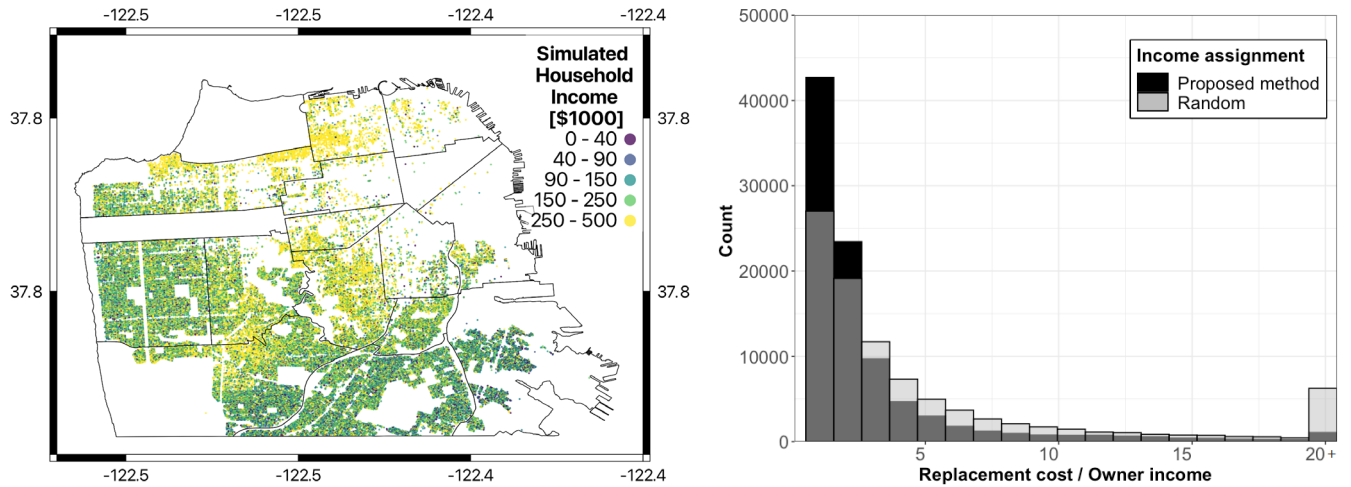 -122.5 -122.5 -122.4 -122.4
Simulated
Household
Income
[$1000]
0 - 40
40 - 90
90 - 150
150 - 250
250 - 500
37.8 37.8
37.8 37.8
-122.5 -122.5 -122.4 -122.4
50000
40000
30000
20000
10000
0
Count
Income assignment
Proposed method
Random
5 10 15 20+
Replacement cost / Owner income